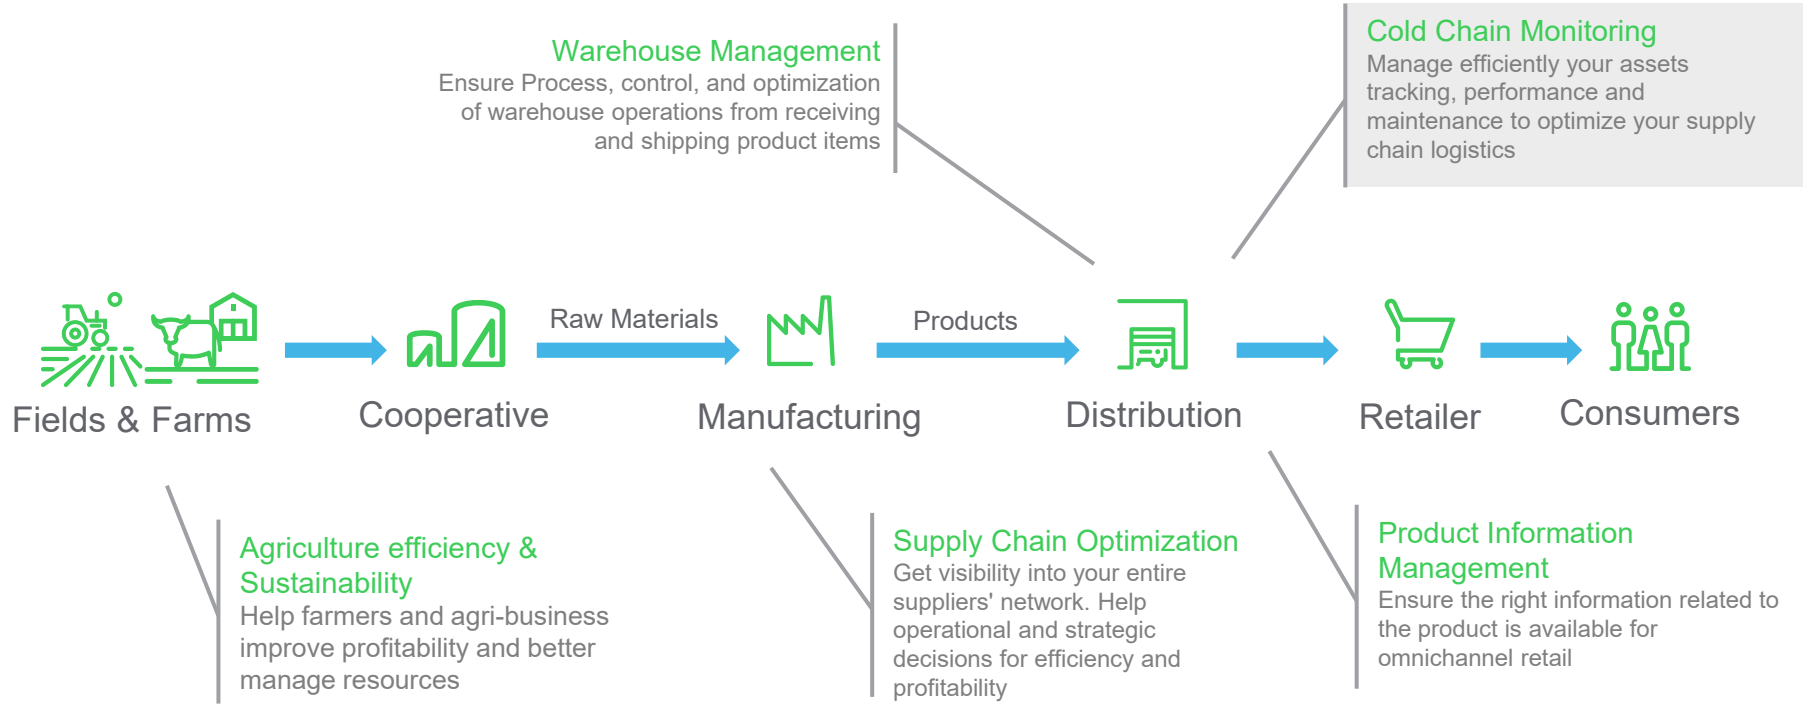 Warehouse Management
Ensure Process, control, and optimization
of warehouse operations from receiving
and shipping product items
Cold Chain Monitoring
Manage efficiently your assets
tracking, performance and
maintenance to optimize your supply
chain logistics
Raw Materials
Products
Fields & Farms
Cooperative
Manufacturing
Distribution
Retailer
Consumers
Agriculture efficiency &
Sustainability
Help farmers and agri-business
improve profitability and better
manage resources
Supply Chain Optimization
Get visibility into your entire
suppliers' network. Help
operational and strategic
decisions for efficiency and
profitability
Product Information
Management
Ensure the right information related to
the product is available for
omnichannel retail